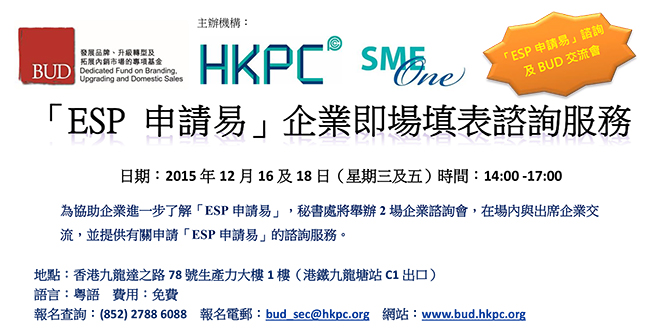 主辦機構：
BUD
發展品牌、升級轉型及
拓展內銷市場的專項基金
Dedicated Fund on Branding,
Upgrading and Domestic Sales
HKPC
SME One
「ESP 申請易」諮詢
及 BUD 交流會
「ESP 申請易」企業即場填表諮詢服務
日期：2015 年 12 月 16 及 18 日（星期三及五）時間：14:00 -17:00
為協助企業進一步了解「ESP 申請易」，秘書處將舉辦 2 場企業諮詢會，在場內與出席企業交
流，並提供有關申請「ESP 申請易」的諮詢服務。
地點：香港九龍達之路 78 號生產力大樓 1 樓（港鐵九龍塘站 C1 出口）
語言：粵語 費用：免費
報名查詢：(852) 2788 6088 報名電郵：bud_sec@hkpc.org 網站：www.bud.hkpc.org